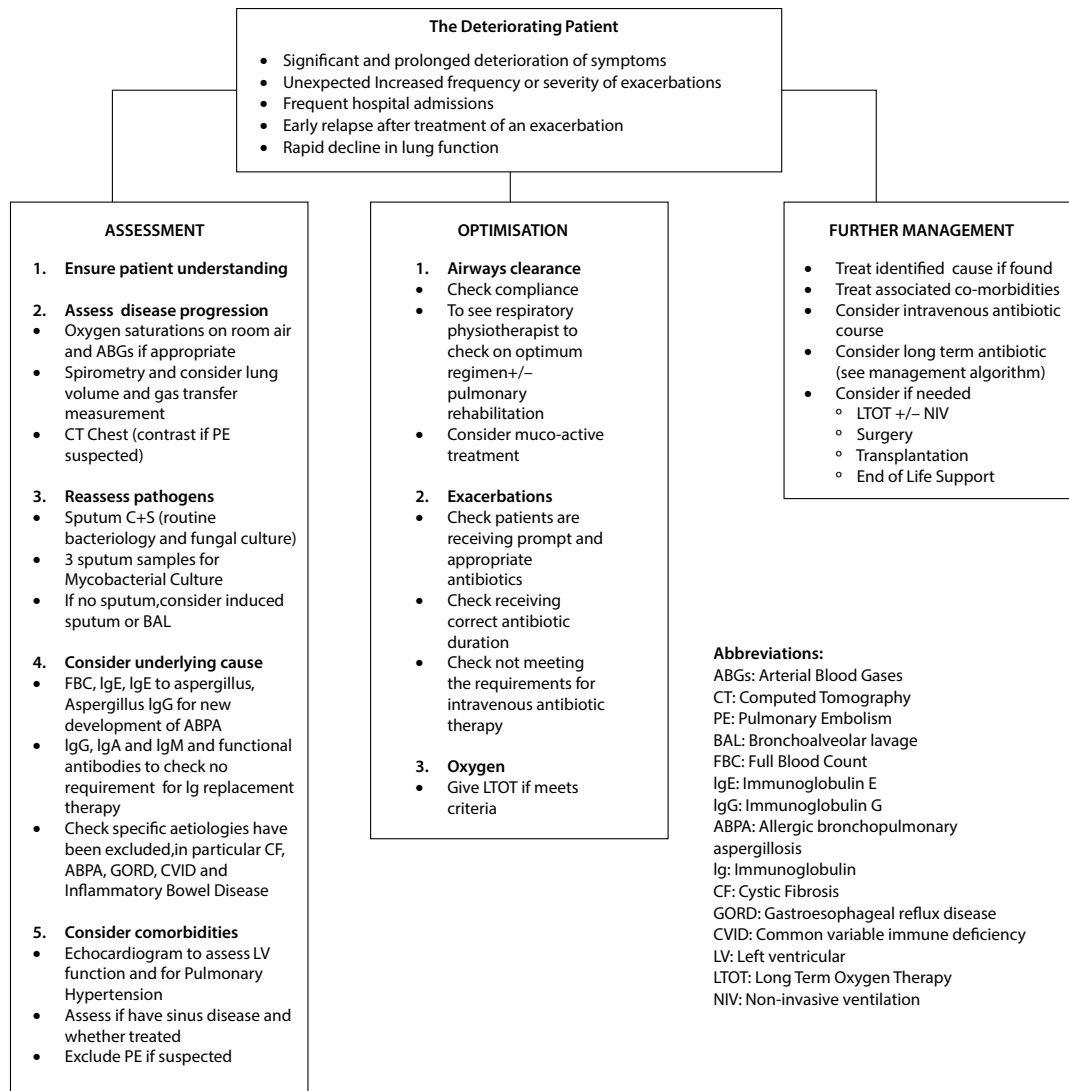 The Deteriorating Patient
• Significant and prolonged deterioration of symptoms
• Unexpected Increased frequency or severity of exacerbations
• Frequent hospital admissions
• Early relapse after treatment of an exacerbation
• Rapid decline in lung function
ASSESSMENT
1. Ensure patient understanding
2. Assess disease progression
• Oxygen saturations on room air
and ABGs if appropriate
• Spirometry and consider lung
volume and gas transfer
measurement
• CT Chest (contrast if PE
suspected)
3. Reassess pathogens
• Sputum C+S (routine
bacteriology and fungal culture)
• 3 sputum samples for
Mycobacterial Culture
• If no sputum,consider induced
sputum or BAL
4. Consider underlying cause
• FBC, IgE, IgE to aspergillus,
Aspergillus IgG for new
development of ABPA
• IgG, IgA and IgM and functional
antibodies to check no
requirement for Ig replacement
therapy
• Check specific aetiologies have
been excluded,in particular CF,
ABPA, GORD, CVID and
Inflammatory Bowel Disease
5. Consider comorbidities
• Echocardiogram to assess LV
function and for Pulmonary
Hypertension
• Assess if have sinus disease and
whether treated
• Exclude PE if suspected
OPTIMISATION
1. Airways clearance
• Check compliance
• To see respiratory
physiotherapist to
check on optimum
regimen+/–
pulmonary
rehabilitation
• Consider muco-active
treatment
2. Exacerbations
• Check patients are
receiving prompt and
appropriate
antibiotics
• Check receiving
correct antibiotic
duration
• Check not meeting
the requirements for
intravenous antibiotic
therapy
3. Oxygen
• Give LTOT if meets
criteria
FURTHER MANAGEMENT
• Treat identified cause if found
• Treat associated co-morbidities
• Consider intravenous antibiotic
course
• Consider long term antibiotic
(see management algorithm)
• Consider if needed
o LTOT +/– NIV
o Surgery
o Transplantation
o End of Life Support
Abbreviations:
ABGs: Arterial Blood Gases
CT: Computed Tomography
PE: Pulmonary Embolism
BAL: Bronchoalveolar lavage
FBC: Full Blood Count
IgE: Immunoglobulin E
IgG: Immunoglobulin G
ABPA: Allergic bronchopulmonary
aspergillosis
Ig: Immunoglobulin
CF: Cystic Fibrosis
GORD: Gastroesophageal reflux disease
CVID: Common variable immune deficiency
LV: Left ventricular
LTOT: Long Term Oxygen Therapy
NIV: Non-invasive ventilation